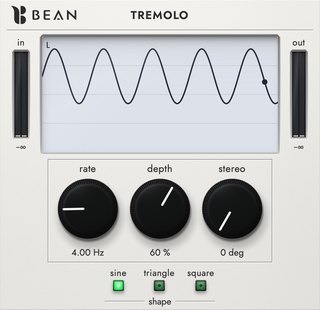 BEAN TREMOLO
in
L
out
-∞
-∞
rate depth stereo
4.00 Hz 60 % 0 deg
sine triangle square
shape